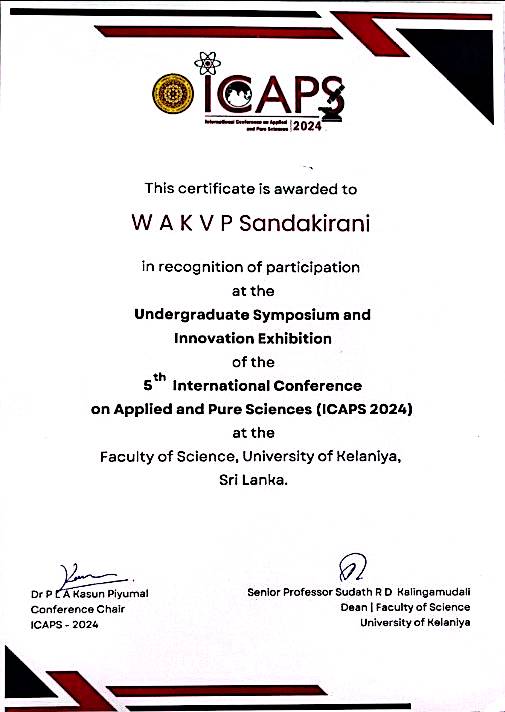 ICAPS
International Conference on Applied
and Pure Sciences | 2024
This certificate is awarded to
W A K V P Sandakirani
in recognition of participation
at the
Undergraduate Symposium and
Innovation Exhibition
of the
5th International Conference
on Applied and Pure Sciences (ICAPS 2024)
at the
Faculty of Science, University of Kelaniya,
Sri Lanka.
Dr P L A Kasun Piyumal
Conference Chair
ICAPS - 2024
Senior Professor Sudath R D Kalingamudali
Dean | Faculty of Science
University of Kelaniya